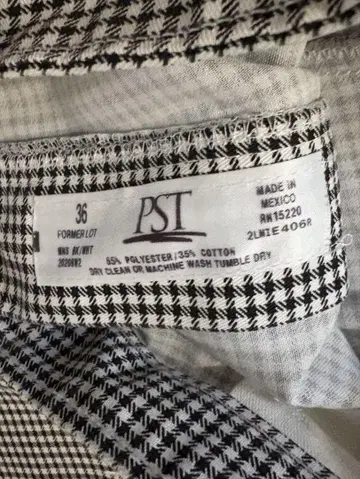 36
PST
MADE IN
MEXICO
FORMER LOT
RN15220
2LMIE4068
65% POLYESTER/35% COTTON
DRY CLEAN OR MACHINE WASH TUMBLE DRY